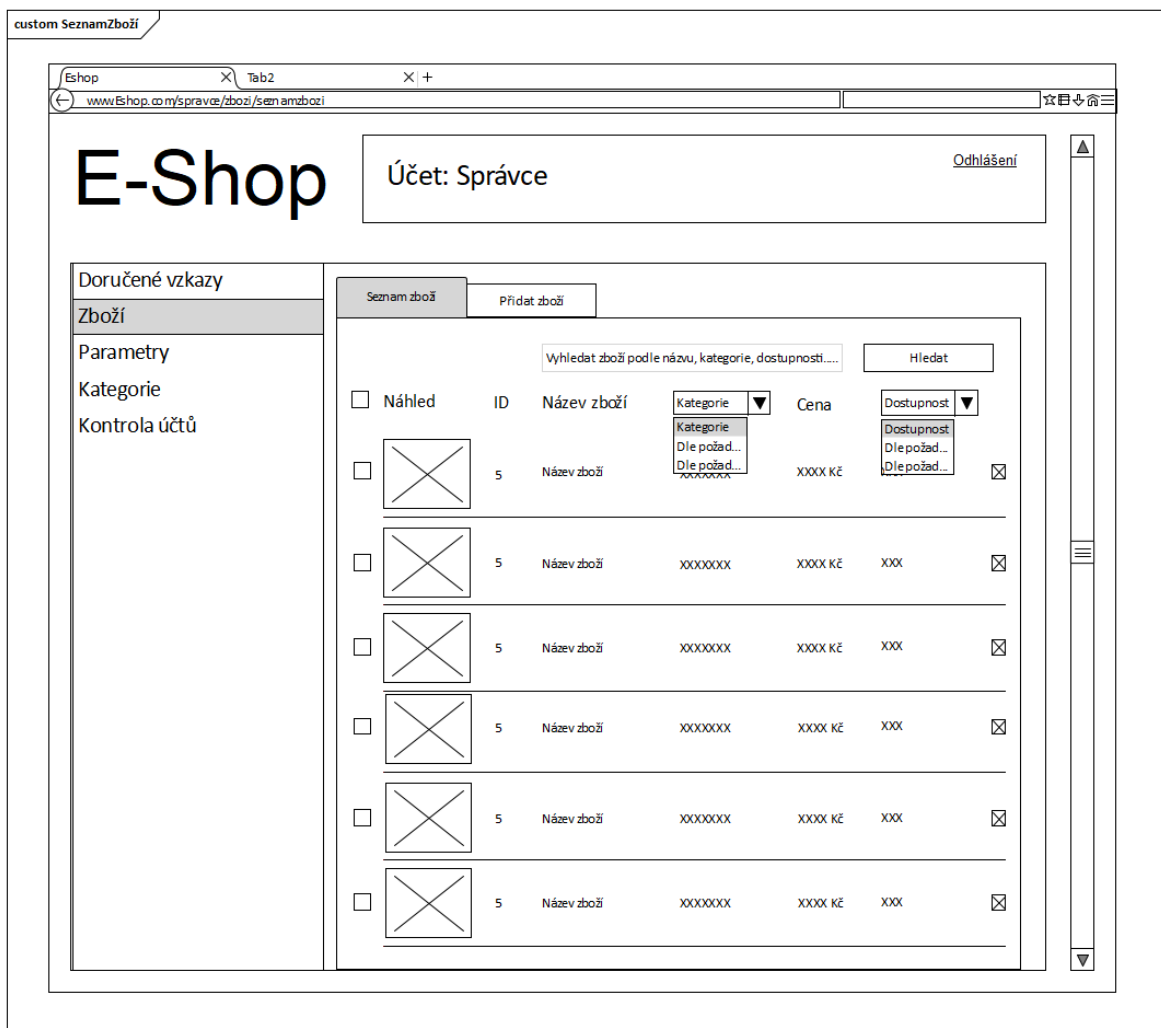 custom SeznamZboží
Eshop
Tab2
www.Eshop.com/spravce/zbozi/seznamzbozi
E-Shop
Účet: Správce
Odhlášení
Doručené vzkazy
Zboží
Parametry
Kategorie
Kontrola účtů
Seznam zboží
Přidat zboží
Vyhledat zboží podle názvu, kategorie, dostupnosti.....
Hledat
Náhled ID Název zboží Kategorie Cena Dostupnost
Kategorie Dostupnost
Dle požad... Dle požad...
Dle požad... Dle požad...
5 Název zboží XXXXXXX XXXX Kč
5 Název zboží XXXXXXX XXXX Kč XXX
5 Název zboží XXXXXXX XXXX Kč XXX
5 Název zboží XXXXXXX XXXX Kč XXX
5 Název zboží XXXXXXX XXXX Kč XXX
5 Název zboží XXXXXXX XXXX Kč XXX